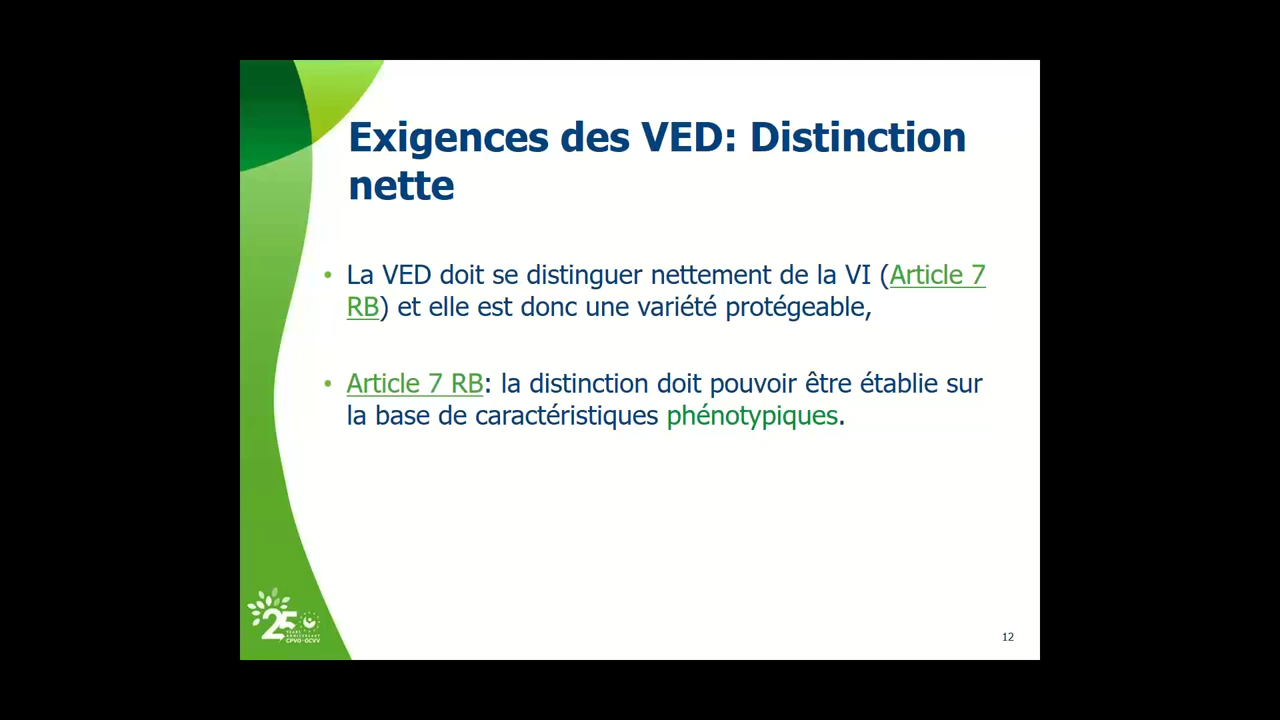 Exigences des VED: Distinction
nette
• La VED doit se distinguer nettement de la VI (Article 7
RB) et elle est donc une variété protégeable,
• Article 7 RB: la distinction doit pouvoir être établie sur
la base de caractéristiques phénotypiques.
25
YEARS
ANNIVERSARY
CPVO-OCVV
12